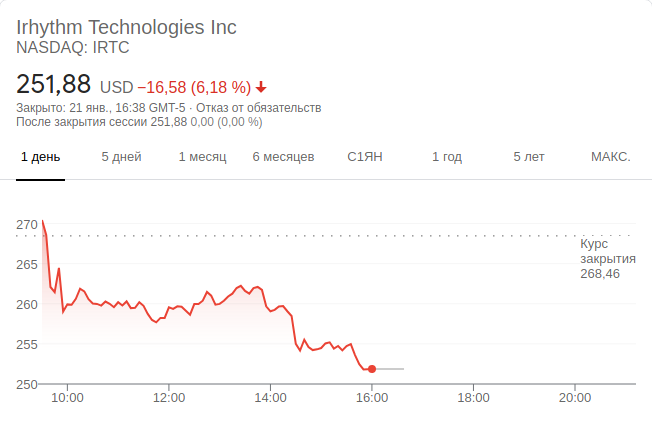 Irhythm Technologies Inc
NASDAQ: IRTC
251,88 USD −16,58 (6,18 %)
Закрыто: 21 янв., 16:38 GMT-5 · Отказ от обязательств
После закрытия сессии 251,88 0,00 (0,00 %)
1 день 5 дней 1 месяц 6 месяцев С1ЯН 1 год 5 лет МАКС.
270
Курс
закрытия
265
268,46
260
255
250
10:00 12:00 14:00 16:00 18:00 20:00